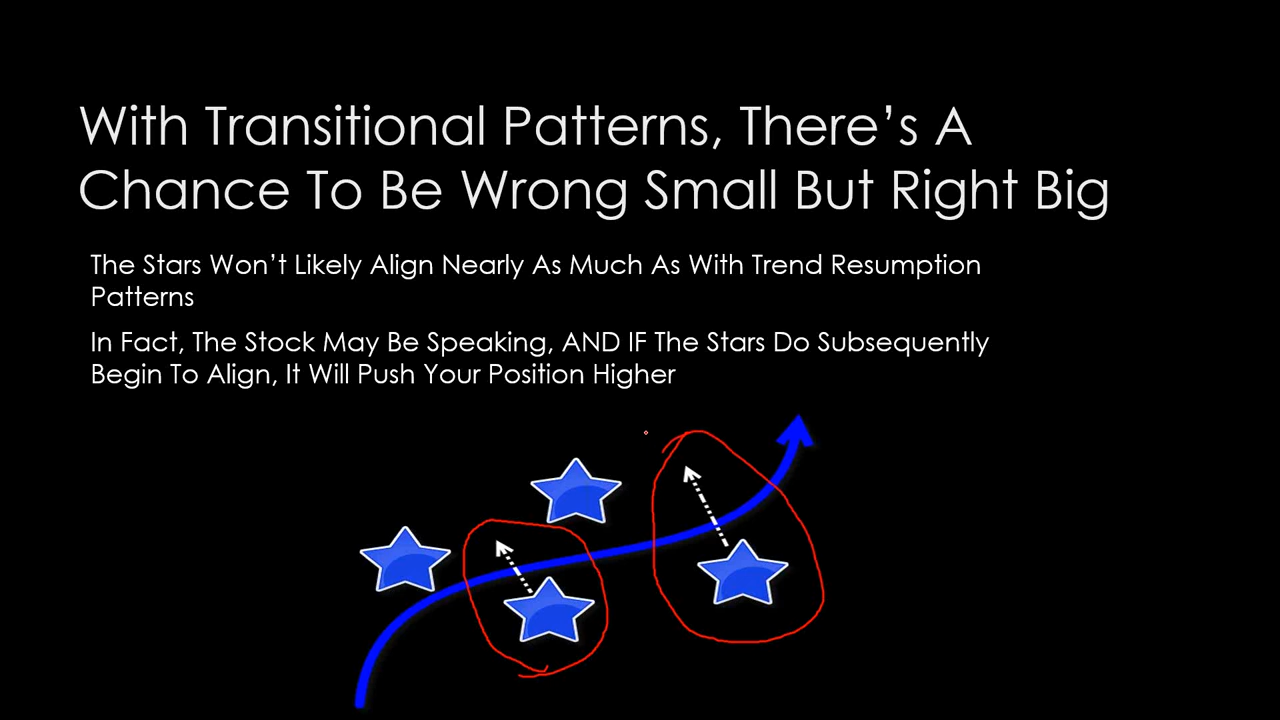 With Transitional Patterns, There’s A
Chance To Be Wrong Small But Right Big
The Stars Won’t Likely Align Nearly As Much As With Trend Resumption
Patterns
In Fact, The Stock May Be Speaking, AND IF The Stars Do Subsequently
Begin To Align, It Will Push Your Position Higher